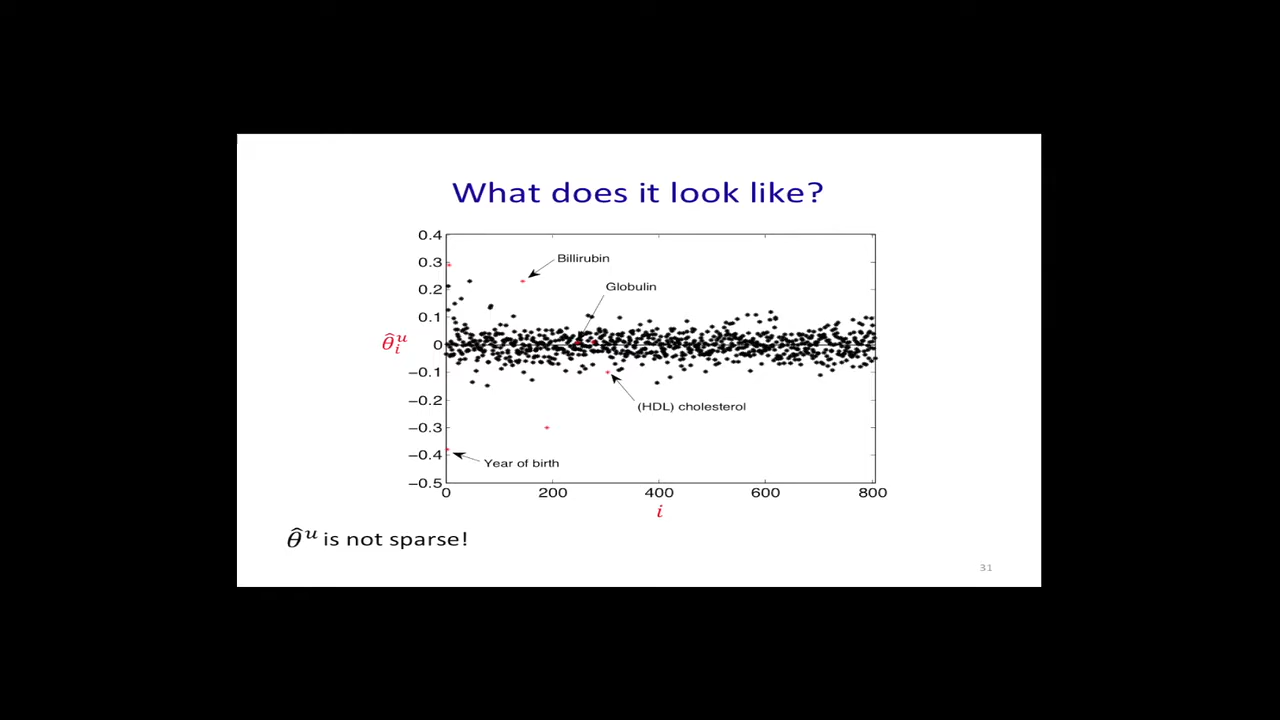 What does it look like?
0.4
0.3
0.2
0.1
0
−0.1
−0.2
−0.3
−0.4
−0.5
Billirubin
Globulin
(HDL) cholesterol
Year of birth
θ̂ᵢᵘ
0 200 400 600 800
i
θ̂ᵘ is not sparse!
31